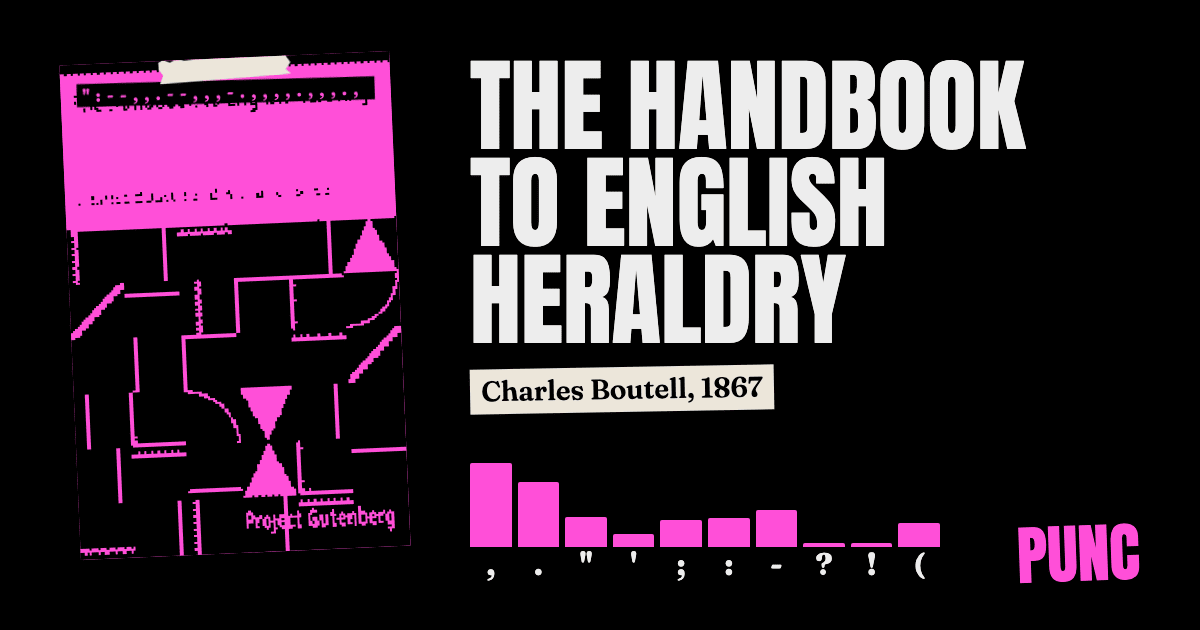 ":--,,.--,,,-.,,,,.,,,
Project Gutenberg
THE HANDBOOK
TO ENGLISH
HERALDRY
Charles Boutell, 1867
, . " ' ; : - ? ! (
PUNC